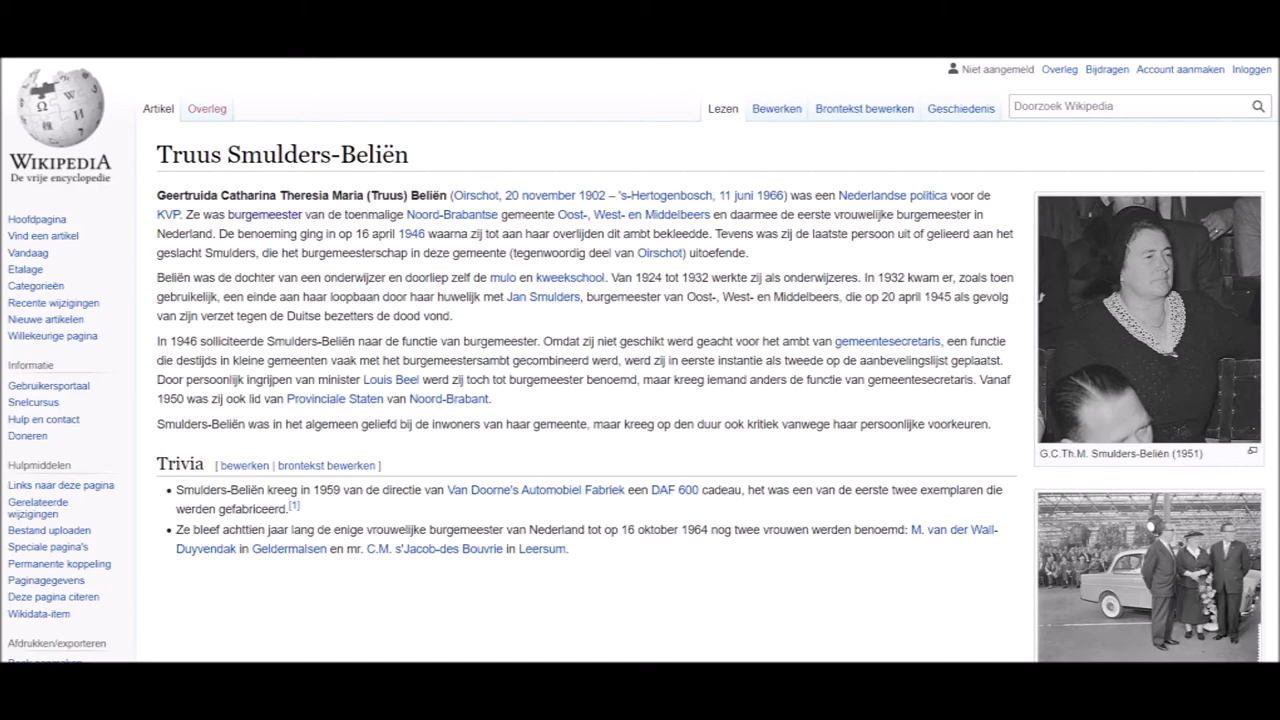 Niet aangemeld Overleg Bijdragen Account aanmaken Inloggen
Artikel Overleg Lezen Bewerken Brontekst bewerken Geschiedenis Doorzoek Wikipedia
WIKIPEDIA
De vrije encyclopedie
Hoofdpagina
Vind een artikel
Vandaag
Etalage
Categorieën
Recente wijzigingen
Nieuwe artikelen
Willekeurige pagina
Informatie
Gebruikersportaal
Snelcursus
Hulp en contact
Doneren
Hulpmiddelen
Links naar deze pagina
Gerelateerde
wijzigingen
Bestand uploaden
Speciale pagina's
Permanente koppeling
Paginagegevens
Deze pagina citeren
Wikidata-item
Afdrukken/exporteren
Truus Smulders-Beliën
Geertruida Catharina Theresia Maria (Truus) Beliën (Oirschot, 20 november 1902 – 's-Hertogenbosch, 11 juni 1966) was een Nederlandse politica voor de
KVP. Ze was burgemeester van de toenmalige Noord-Brabantse gemeente Oost-, West- en Middelbeers en daarmee de eerste vrouwelijke burgemeester in
Nederland. De benoeming ging in op 16 april 1946 waarna zij tot aan haar overlijden dit ambt bekleedde. Tevens was zij de laatste persoon uit of gelieerd aan het
geslacht Smulders, die het burgemeesterschap in deze gemeente (tegenwoordig deel van Oirschot) uitoefende.
Beliën was de dochter van een onderwijzer en doorliep zelf de mulo en kweekschool. Van 1924 tot 1932 werkte zij als onderwijzeres. In 1932 kwam er, zoals toen
gebruikelijk, een einde aan haar loopbaan door haar huwelijk met Jan Smulders, burgemeester van Oost-, West- en Middelbeers, die op 20 april 1945 als gevolg
van zijn verzet tegen de Duitse bezetters de dood vond.
In 1946 solliciteerde Smulders-Beliën naar de functie van burgemeester. Omdat zij niet geschikt werd geacht voor het ambt van gemeentesecretaris, een functie
die destijds in kleine gemeenten vaak met het burgemeestersambt gecombineerd werd, werd zij in eerste instantie als tweede op de aanbevelingslijst geplaatst.
Door persoonlijk ingrijpen van minister Louis Beel werd zij toch tot burgemeester benoemd, maar kreeg iemand anders de functie van gemeentesecretaris. Vanaf
1950 was zij ook lid van Provinciale Staten van Noord-Brabant.
Smulders-Beliën was in het algemeen geliefd bij de inwoners van haar gemeente, maar kreeg op den duur ook kritiek vanwege haar persoonlijke voorkeuren.
Trivia [ bewerken | brontekst bewerken ]
• Smulders-Beliën kreeg in 1959 van de directie van Van Doorne's Automobiel Fabriek een DAF 600 cadeau, het was een van de eerste twee exemplaren die
werden gefabriceerd.[1]
• Ze bleef achttien jaar lang de enige vrouwelijke burgemeester van Nederland tot op 16 oktober 1964 nog twee vrouwen werden benoemd: M. van der Wall-
Duyvendak in Geldermalsen en mr. C.M. s'Jacob-des Bouvrie in Leersum.
G.C.Th.M. Smulders-Beliën (1951)